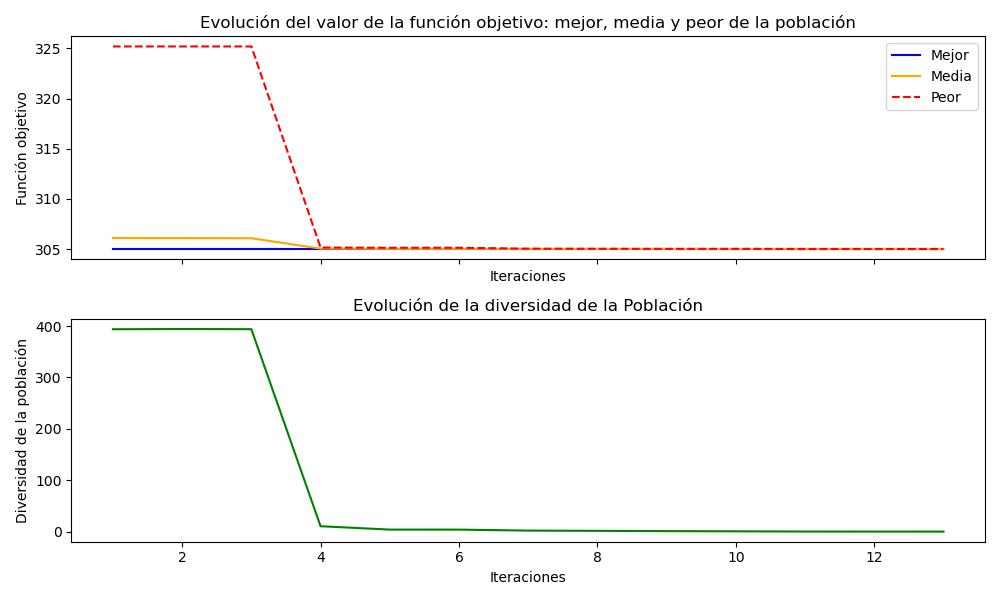 Evolución del valor de la función objetivo: mejor, media y peor de la población
325
320
315
310
305
Función objetivo
Mejor
Media
Peor
Iteraciones
Evolución de la diversidad de la Población
400
300
200
100
0
Diversidad de la población
2
4
6
8
10
12
Iteraciones